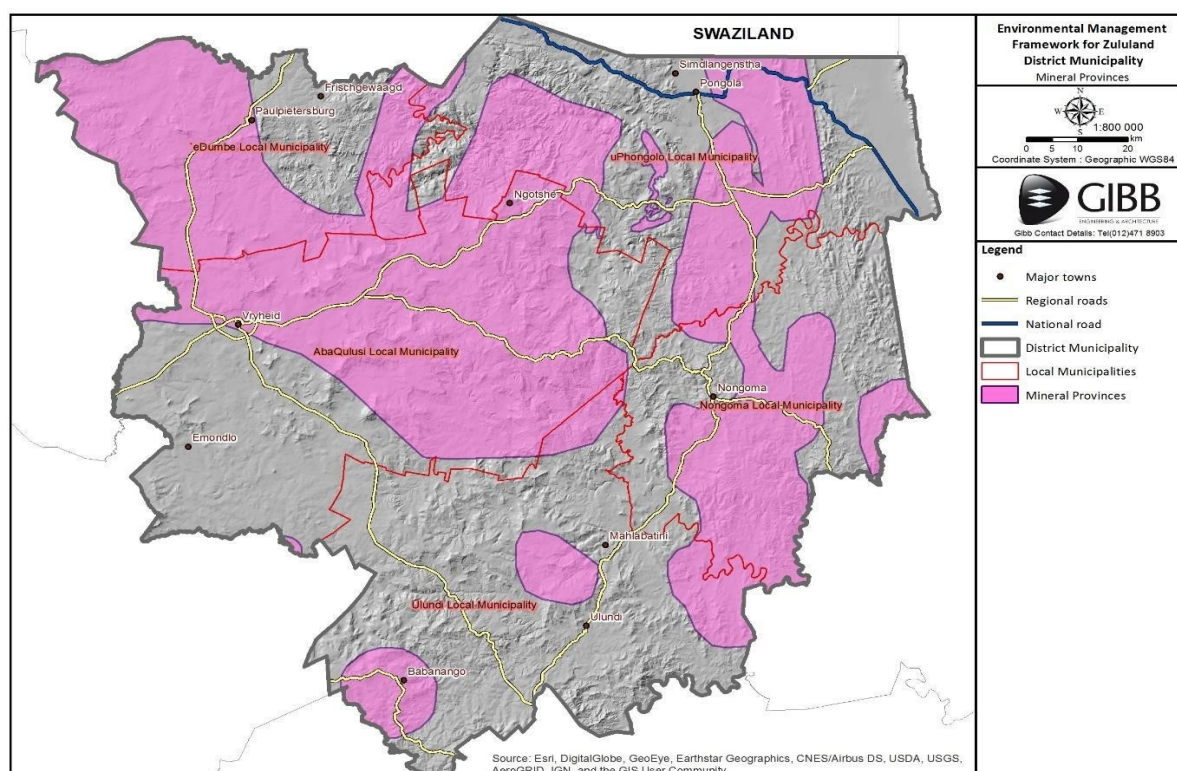 SWAZILAND
Simdlangenstha
Pongola
Frischgewaagd
Paulpietersburg
eDumbe Local Municipality
uPhongolo Local Municipality
Ngotshe
Vryheid
AbaQulusi Local Municipality
Nongoma
Nongoma Local Municipality
Emondlo
Mahlabatini
Ulundi Local Municipality
Ulundi
Babanango
Source: Esri, DigitalGlobe, GeoEye, Earthstar Geographics, CNES/Airbus DS, USDA, USGS,
AeroGRID, IGN, and the GIS User Community
Environmental Management
Framework for Zululand
District Municipality
Mineral Provinces
N
W E
S
1:800 000
km
0 5 10 20
Coordinate System : Geographic WGS84
GIBB
ENGINEERING & ARCHITECTURE
Gibb Contact Details: Tel(012)471 8903
Legend
Major towns
Regional roads
National road
District Municipality
Local Municipalities
Mineral Provinces